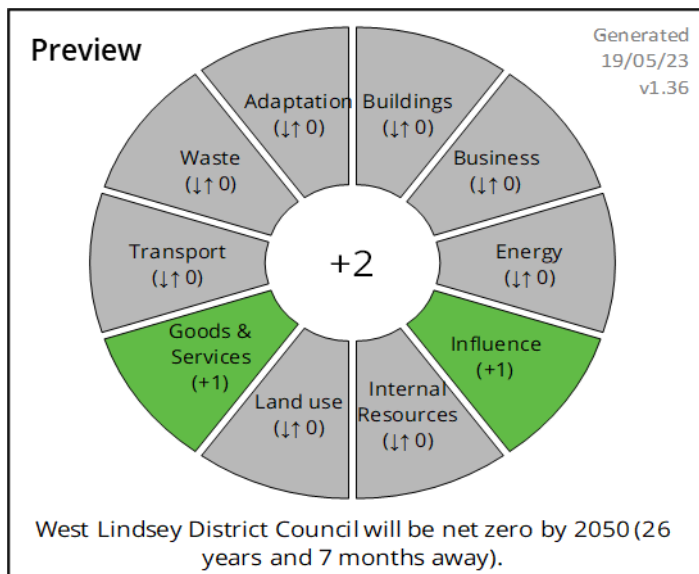 Preview
Generated
19/05/23
v1.36
Adaptation
(↓↑ 0)
Buildings
(↓↑ 0)
Waste
(↓↑ 0)
Business
(↓↑ 0)
Transport
(↓↑ 0)
+2
Energy
(↓↑ 0)
Goods &
Services
(+1)
Influence
(+1)
Land use
(↓↑ 0)
Internal
Resources
(↓↑ 0)
West Lindsey District Council will be net zero by 2050 (26
years and 7 months away).